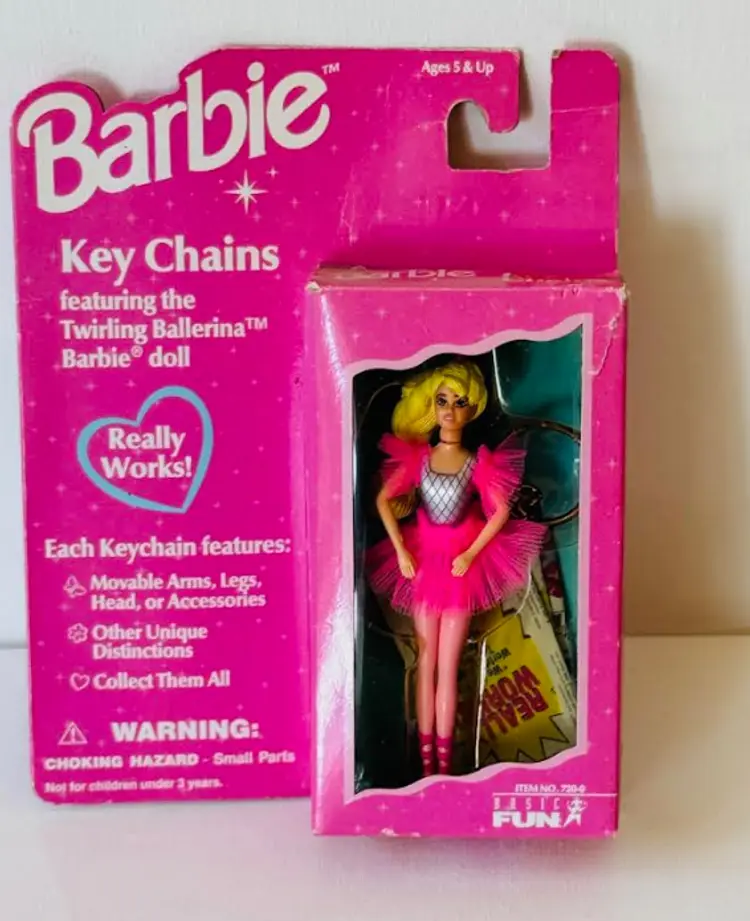 Barbie™
Ages 5 & Up
Key Chains
featuring the
Twirling Ballerina™
Barbie® doll
Really
Works!
Each Keychain features:
Movable Arms, Legs,
Head, or Accessories
Other Unique
Distinctions
Collect Them All
⚠ WARNING:
CHOKING HAZARD - Small Parts
Not for children under 3 years.
Barbie
REALLY
WOR
ITEM NO. 720-0
BASIC
FUN